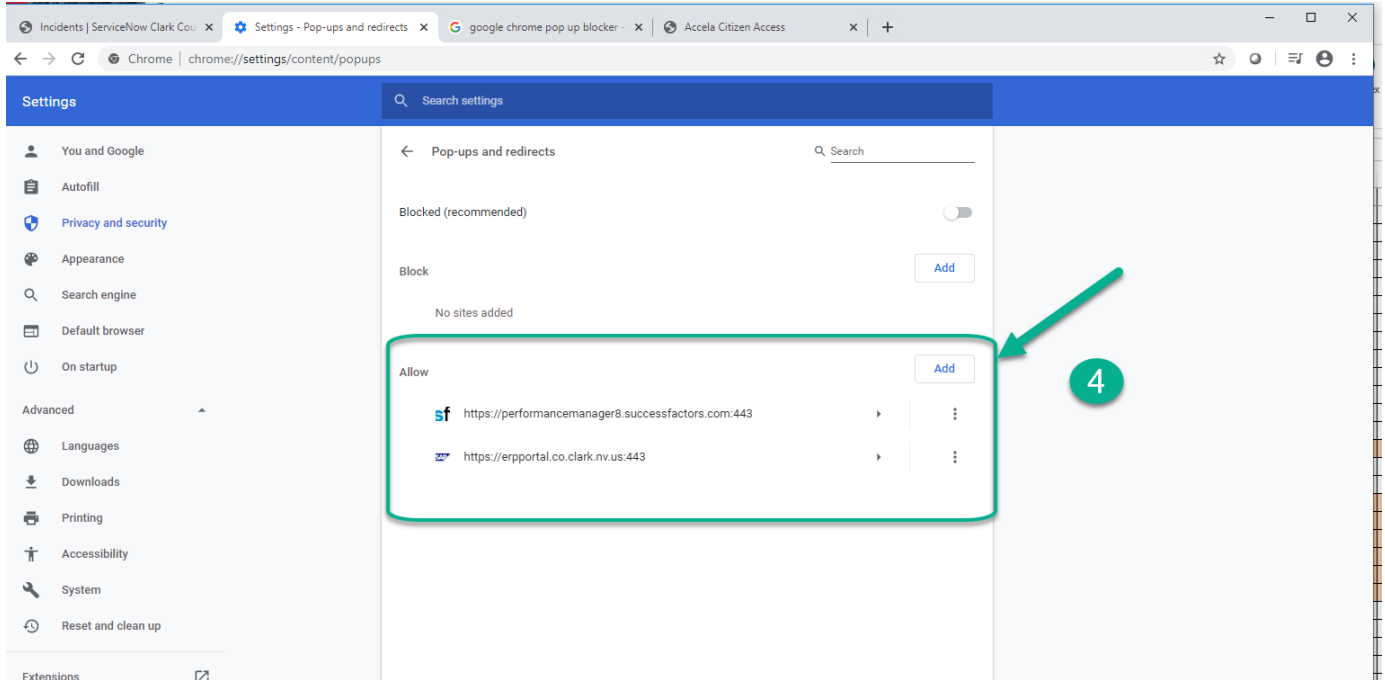 Incidents | ServiceNow Clark Cou
Settings - Pop-ups and redirects
google chrome pop up blocker -
Accela Citizen Access
Chrome | chrome://settings/content/popups
Settings
Search settings
You and Google
Autofill
Privacy and security
Appearance
Search engine
Default browser
On startup
Advanced
Languages
Downloads
Printing
Accessibility
System
Reset and clean up
Extensions
Pop-ups and redirects
Search
Blocked (recommended)
Block
Add
No sites added
Allow
Add
sf https://performancemanager8.successfactors.com:443
SAP https://erpportal.co.clark.nv.us:443
4